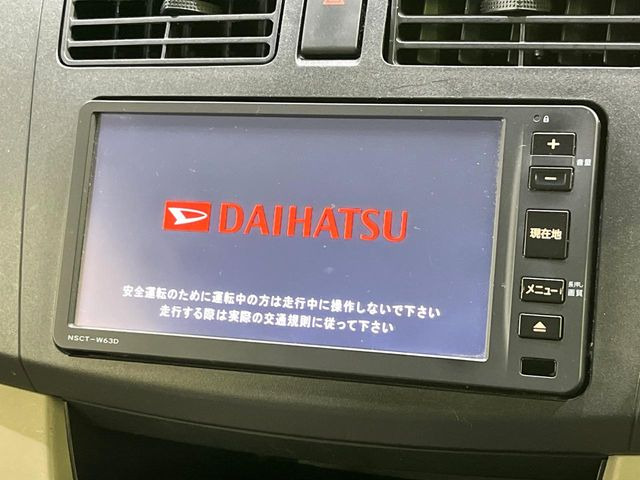 DAIHATSU
安全運転のために運転中の方は走行中に操作しないで下さい
走行する際は実際の交通規則に従って下さい
NSCT-W63D
+
音量
−
現在地
メニュー
長押し
画質